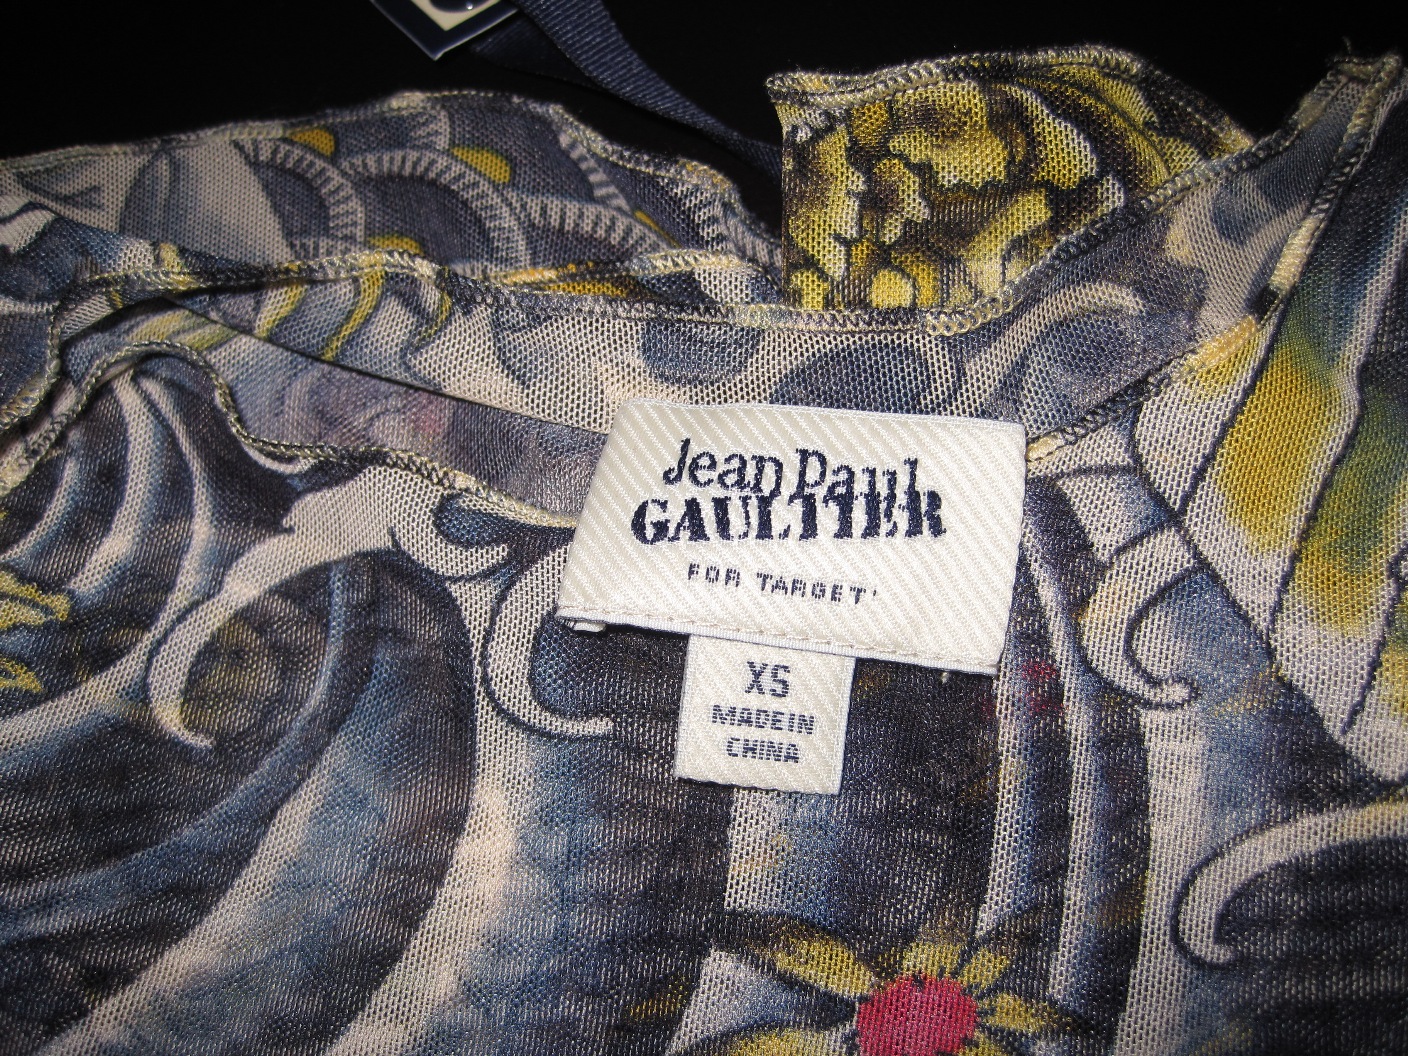 Jean Paul
GAULTIER
FOR TARGET
XS
MADE IN
CHINA